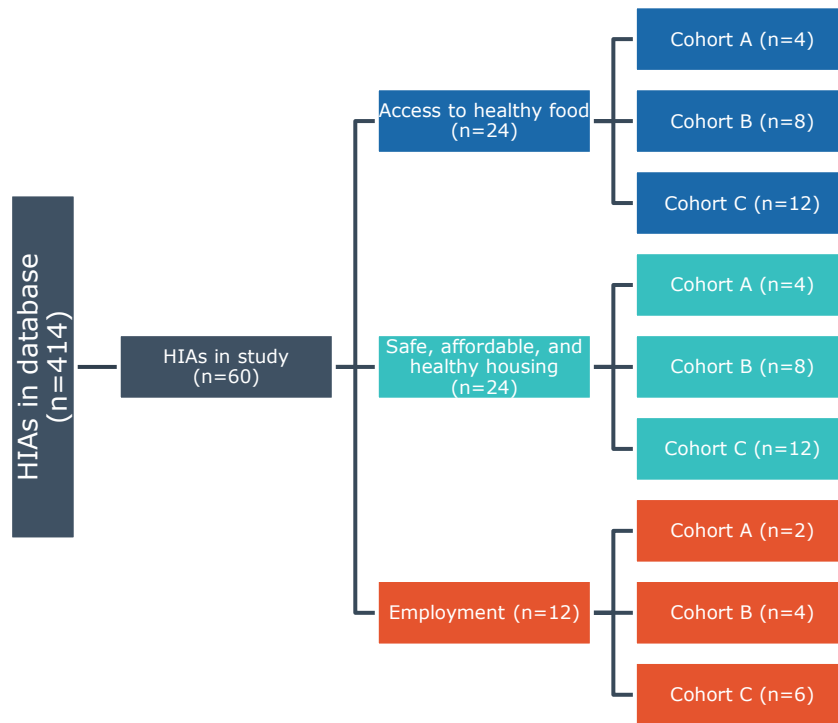 HIAs in database
(n=414)
HIAs in study
(n=60)
Access to healthy food
(n=24)
Cohort A (n=4)
Cohort B (n=8)
Cohort C (n=12)
Safe, affordable, and
healthy housing
(n=24)
Cohort A (n=4)
Cohort B (n=8)
Cohort C (n=12)
Employment (n=12)
Cohort A (n=2)
Cohort B (n=4)
Cohort C (n=6)